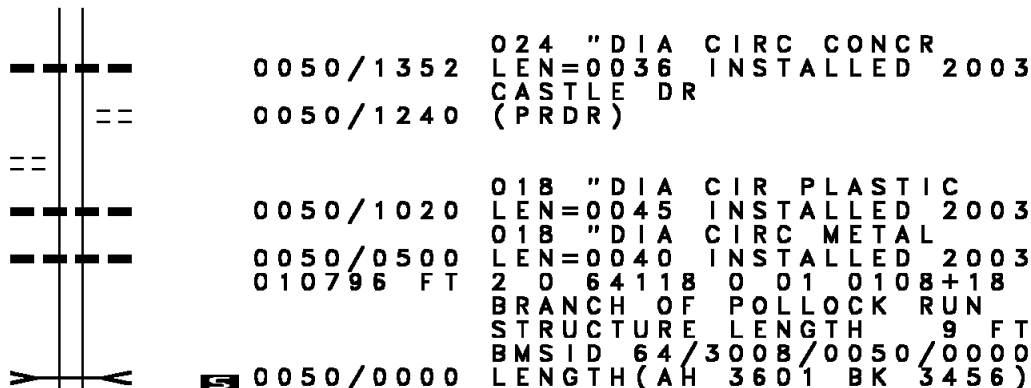 024 "DIA CIRC CONCR
0050/1352 LEN=0036 INSTALLED 2003
CASTLE DR
0050/1240 (PRDR)
018 "DIA CIR PLASTIC
0050/1020 LEN=0045 INSTALLED 2003
018 "DIA CIRC METAL
0050/0500 LEN=0040 INSTALLED 2003
010796 FT 2 0 64118 0 01 0108+18
BRANCH OF POLLOCK RUN
STRUCTURE LENGTH 9 FT
BMSID 64/3008/0050/0000
S 0050/0000 LENGTH(AH 3601 BK 3456)